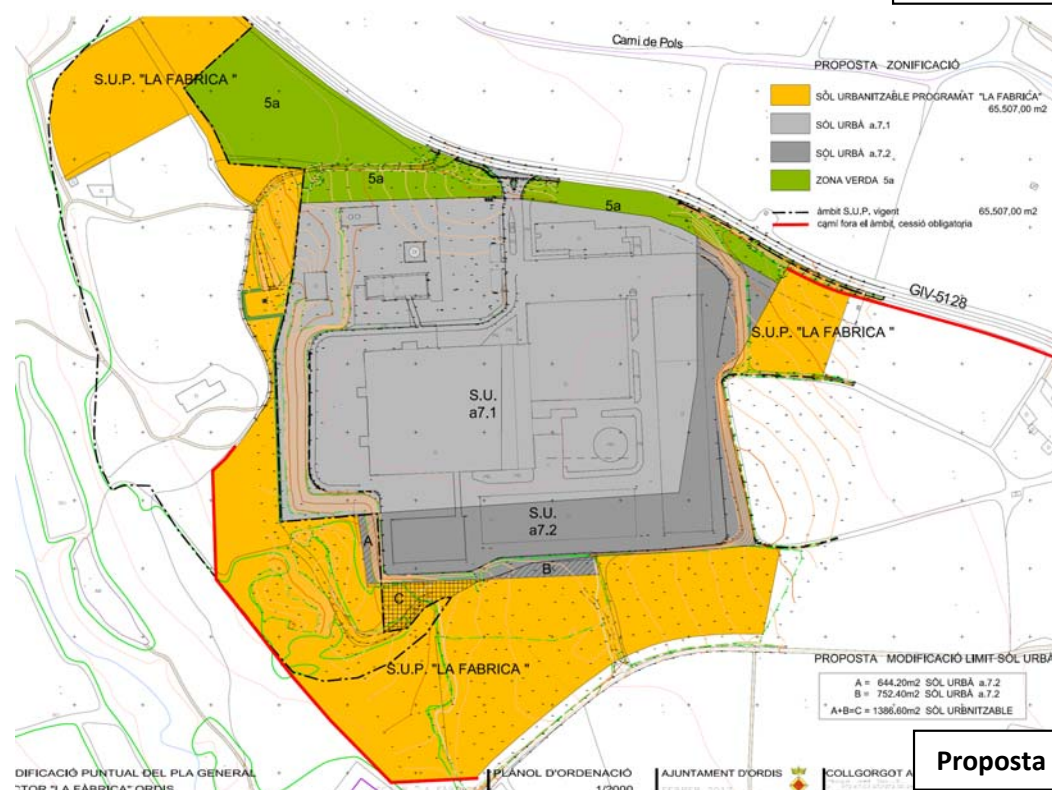 Camí de Pols
PROPOSTA ZONIFICACIÓ
SÒL URBANITZABLE PROGRAMAT "LA FABRICA"
65.507,00 m2
SÒL URBÀ a.7.1
SÒL URBÀ a.7.2
ZONA VERDA 5a
àmbit S.U.P. vigent 65.507,00 m2
camí fora el àmbit, cessió obligatoria
S.U.P. "LA FABRICA "
5a
5a
5a
GIV-5128
S.U.P. "LA FABRICA "
S.U.
a7.1
S.U.
a7.2
A
B
C
S.U.P. "LA FABRICA "
PROPOSTA MODIFICACIÓ LIMIT SÒL URBÀ
A = 644.20m2 SÒL URBÀ a.7.2
B = 752.40m2 SÒL URBÀ a.7.2
A+B=C = 1386.60m2 SÒL URBNITZABLE
Proposta
DIFICACIÓ PUNTUAL DEL PLA GENERAL
CTOR "LA FÀBRICA" ORDIS
PLÀNOL D'ORDENACIÓ
1/2000
AJUNTAMENT D'ORDIS
COLLGORGOT A